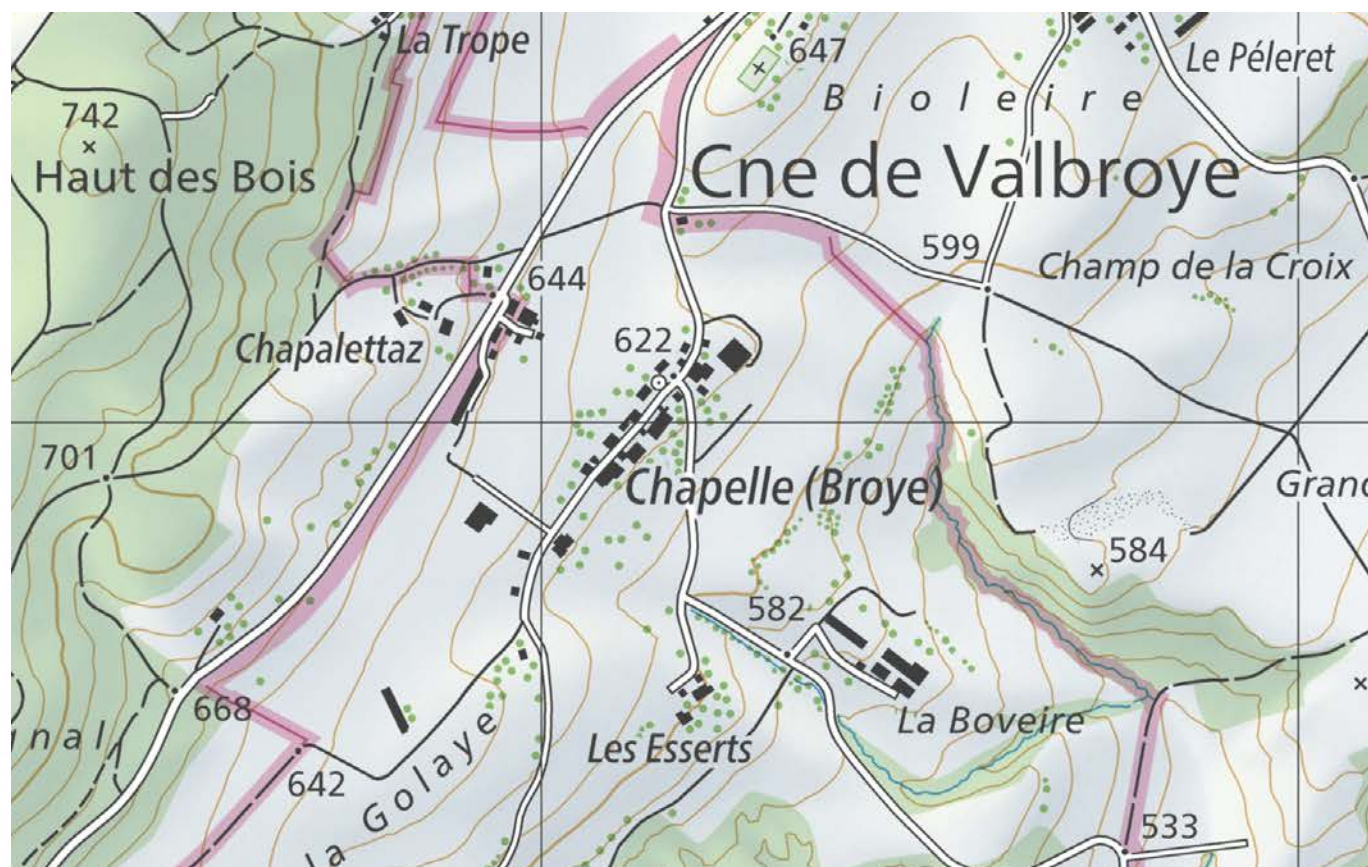 La Trope
647
Le Péleret
Bioleire
742
Haut des Bois
Cne de Valbroye
599
Champ de la Croix
644
Chapalettaz
622
701
Chapelle (Broye)
Grand
584
582
668
nal
La Boveire
Les Esserts
642
la Golaye
533